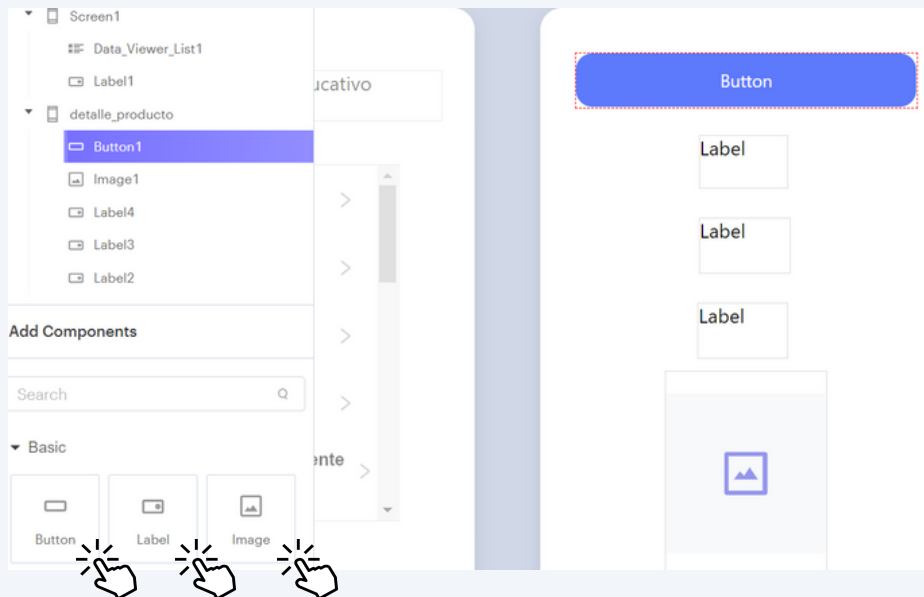 Screen1
Data_Viewer_List1
Label1
detalle_producto
Button1
Image1
Label4
Label3
Label2
Add Components
Search
Basic
Button
Label
Image
ucativo
ente
Button
Label
Label
Label